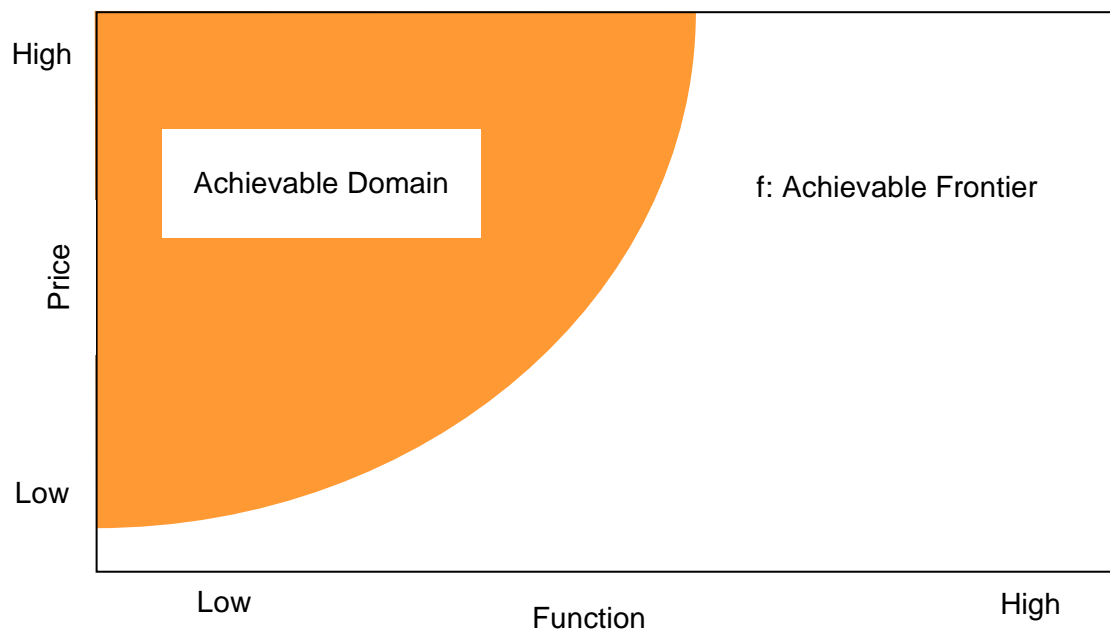 High
Achievable Domain
f: Achievable Frontier
Price
Low
Low
Function
High